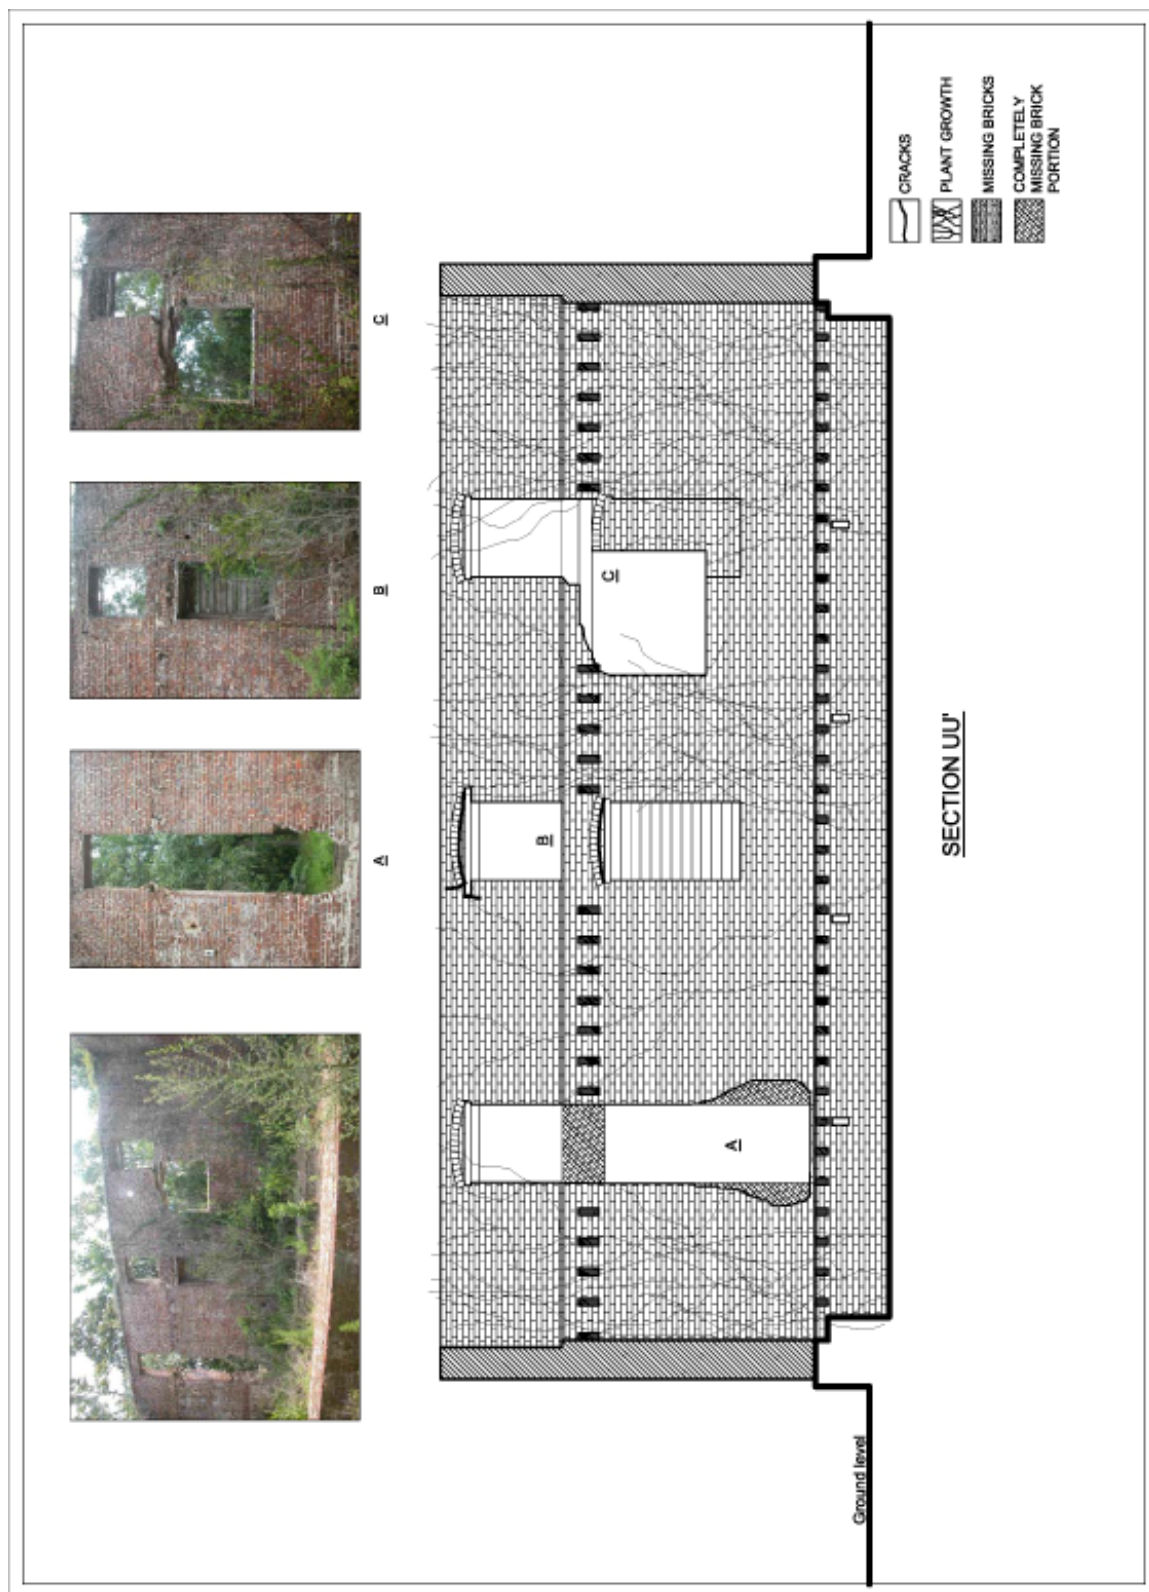 A
B
C
A
B
C
Ground level
SECTION UU'
CRACKS
PLANT GROWTH
MISSING BRICKS
COMPLETELY
MISSING BRICK
PORTION